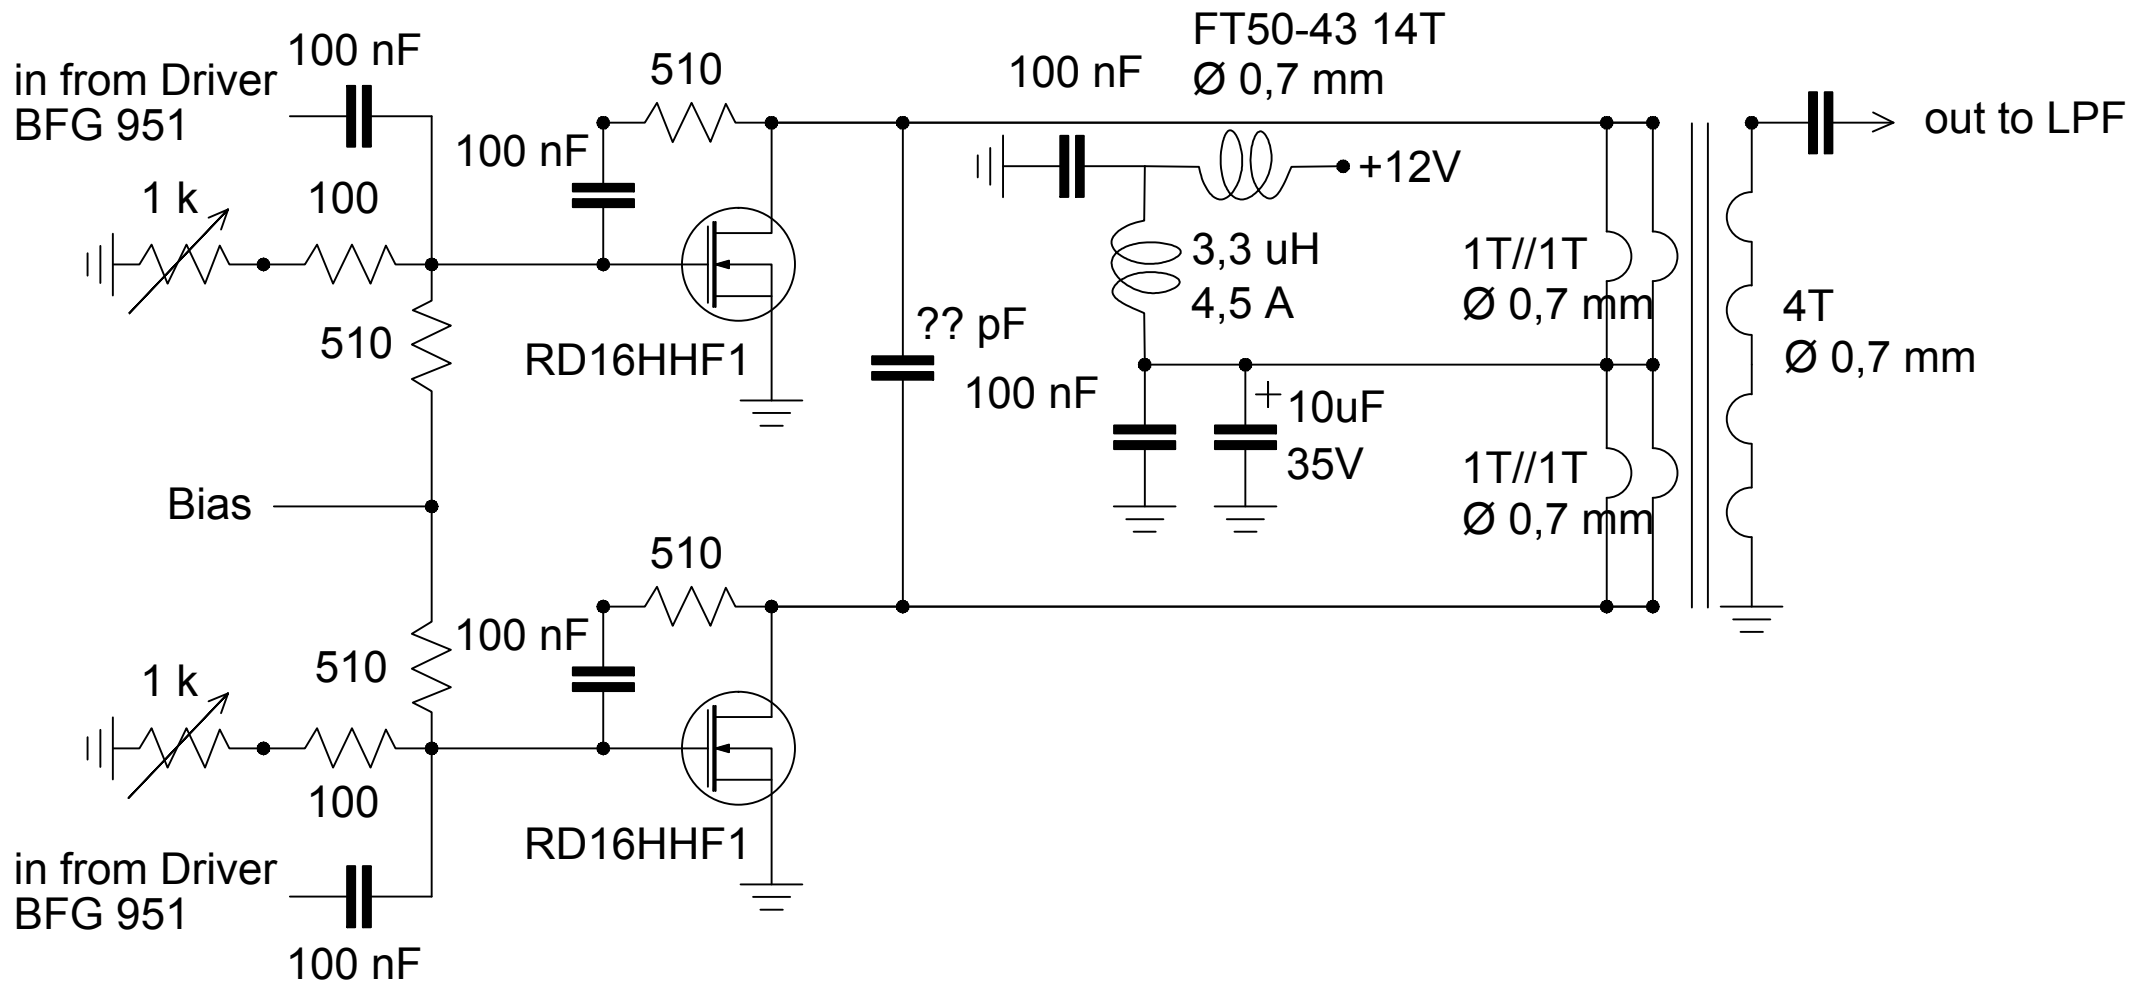 in from Driver
BFG 951
100 nF
1 k
100
510
100 nF
510
RD16HHF1
?? pF
100 nF
FT50-43 14T
Ø 0,7 mm
+12V
3,3 uH
4,5 A
100 nF
+
10uF
35V
1T//1T
Ø 0,7 mm
1T//1T
Ø 0,7 mm
4T
Ø 0,7 mm
out to LPF
Bias
510
100 nF
510
1 k
100
RD16HHF1
in from Driver
BFG 951
100 nF